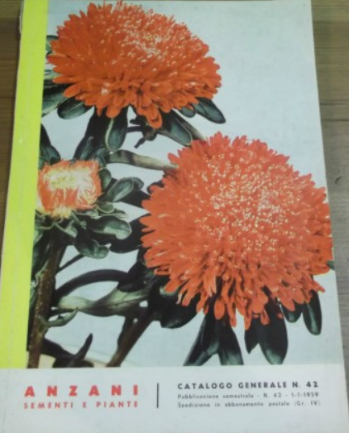 ANZANI
SEMENTI E PIANTE
CATALOGO GENERALE N. 42
Pubblicazione semestrale - N. 42 - 1-1-1959
Spedizione in abbonamento postale (Gr. IV)